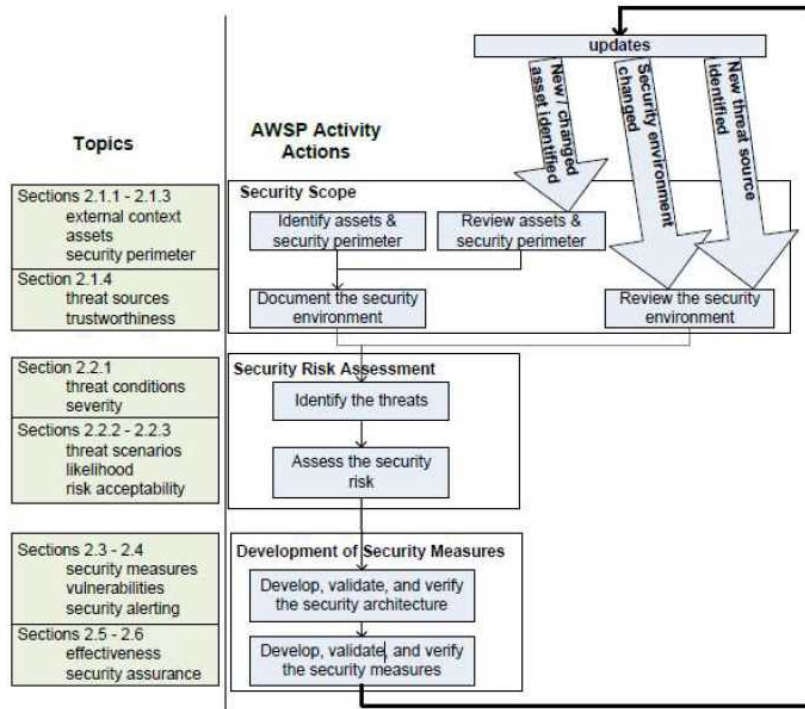 updates
New / changed
asset identified
Security environment
changed
New threat source
identified
Topics
AWSP Activity
Actions
Sections 2.1.1 - 2.1.3
external context
assets
security perimeter
Section 2.1.4
threat sources
trustworthiness
Security Scope
Identify assets &
security perimeter
Review assets &
security perimeter
Document the security
environment
Review the security
environment
Section 2.2.1
threat conditions
severity
Sections 2.2.2 - 2.2.3
threat scenarios
likelihood
risk acceptability
Security Risk Assessment
Identify the threats
Assess the security
risk
Sections 2.3 - 2.4
security measures
vulnerabilities
security alerting
Sections 2.5 - 2.6
effectiveness
security assurance
Development of Security Measures
Develop, validate, and verify
the security architecture
Develop, validate, and verify
the security measures